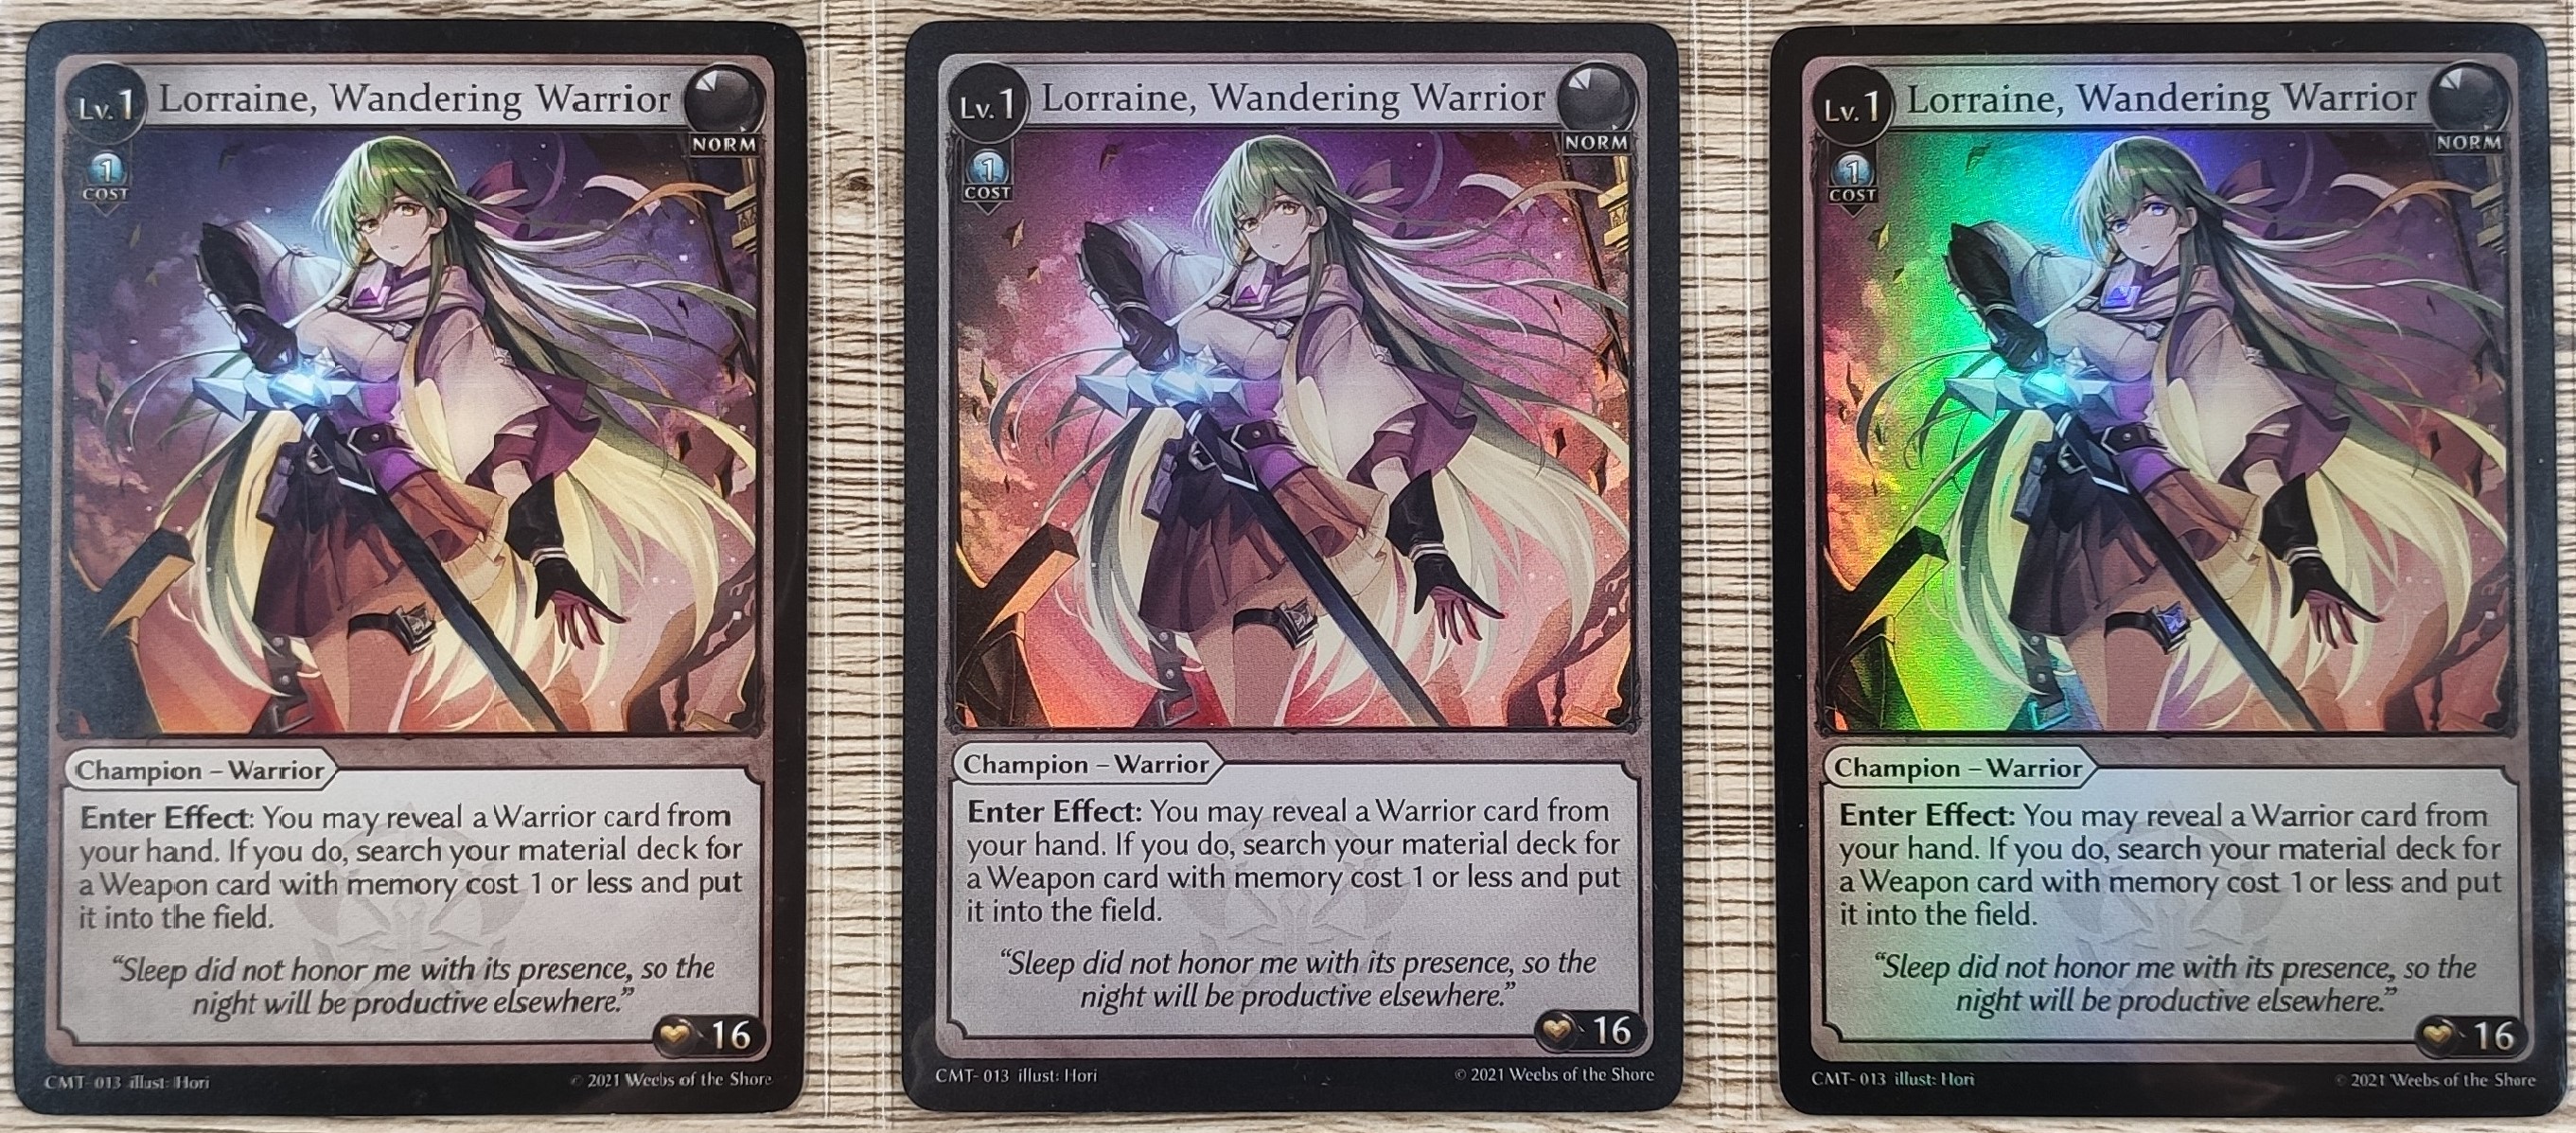 Lv.1 Lorraine, Wandering Warrior
NORM
1
COST
Champion – Warrior
Enter Effect: You may reveal a Warrior card from
your hand. If you do, search your material deck for
a Weapon card with memory cost 1 or less and put
it into the field.
“Sleep did not honor me with its presence, so the
night will be productive elsewhere.”
16
CMT- 013 illust: Hori
© 2021 Weebs of the Shore
Lv.1 Lorraine, Wandering Warrior
NORM
1
COST
Champion – Warrior
Enter Effect: You may reveal a Warrior card from
your hand. If you do, search your material deck for
a Weapon card with memory cost 1 or less and put
it into the field.
“Sleep did not honor me with its presence, so the
night will be productive elsewhere.”
16
CMT- 013 illust: Hori
© 2021 Weebs of the Shore
Lv.1 Lorraine, Wandering Warrior
NORM
1
COST
Champion – Warrior
Enter Effect: You may reveal a Warrior card from
your hand. If you do, search your material deck for
a Weapon card with memory cost 1 or less and put
it into the field.
“Sleep did not honor me with its presence, so the
night will be productive elsewhere.”
16
CMT- 013 illust: Hori
© 2021 Weebs of the Shore